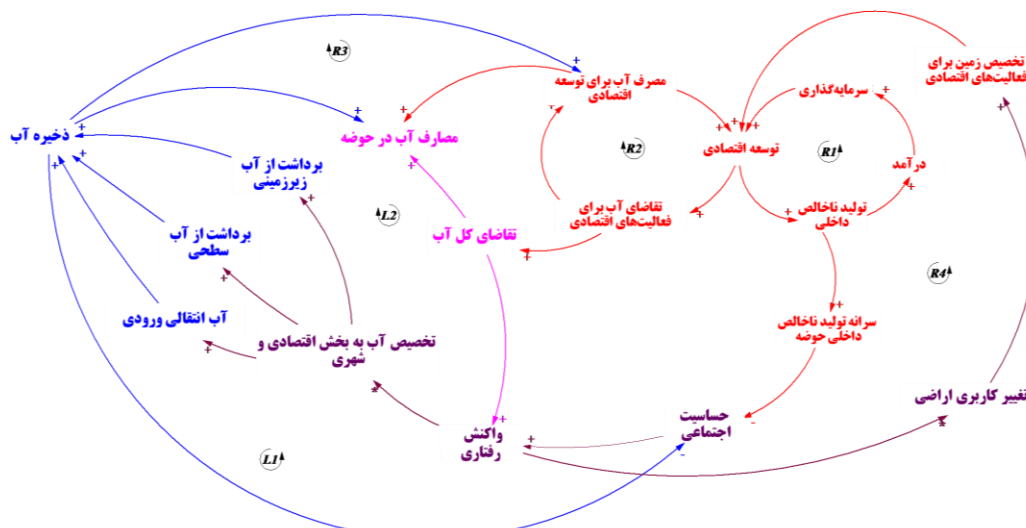 R3
تخصیص زمین برای
فعالیت‌های اقتصادی
مصرف آب برای توسعه
اقتصادی
سرمایه‌گذاری
ذخیره آب
مصارف آب در حوضه
توسعه اقتصادی
R2
R1
درآمد
برداشت از آب
زیرزمینی
تقاضای آب برای
فعالیت‌های اقتصادی
تولید ناخالص
داخلی
L2
تقاضای کل آب
برداشت از آب
سطحی
R4
آب انتقالی ورودی
سرانه تولید ناخالص
داخلی حوضه
تخصیص آب به بخش اقتصادی و
شهری
تغییر کاربری اراضی
حساسیت
اجتماعی
واکنش
رفتاری
L1